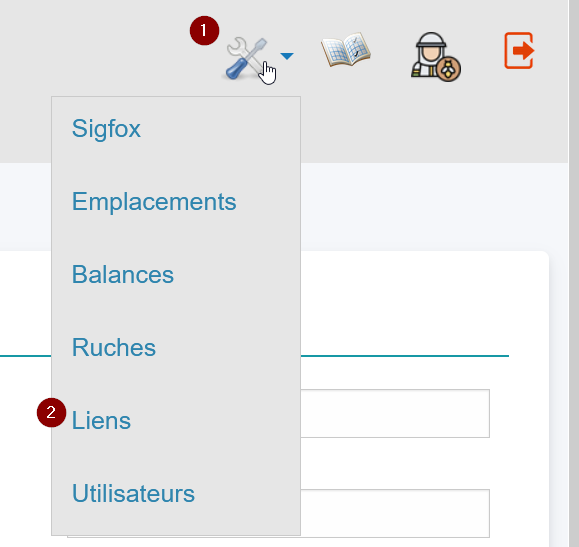 1
Sigfox
Emplacements
Balances
Ruches
2 Liens
Utilisateurs